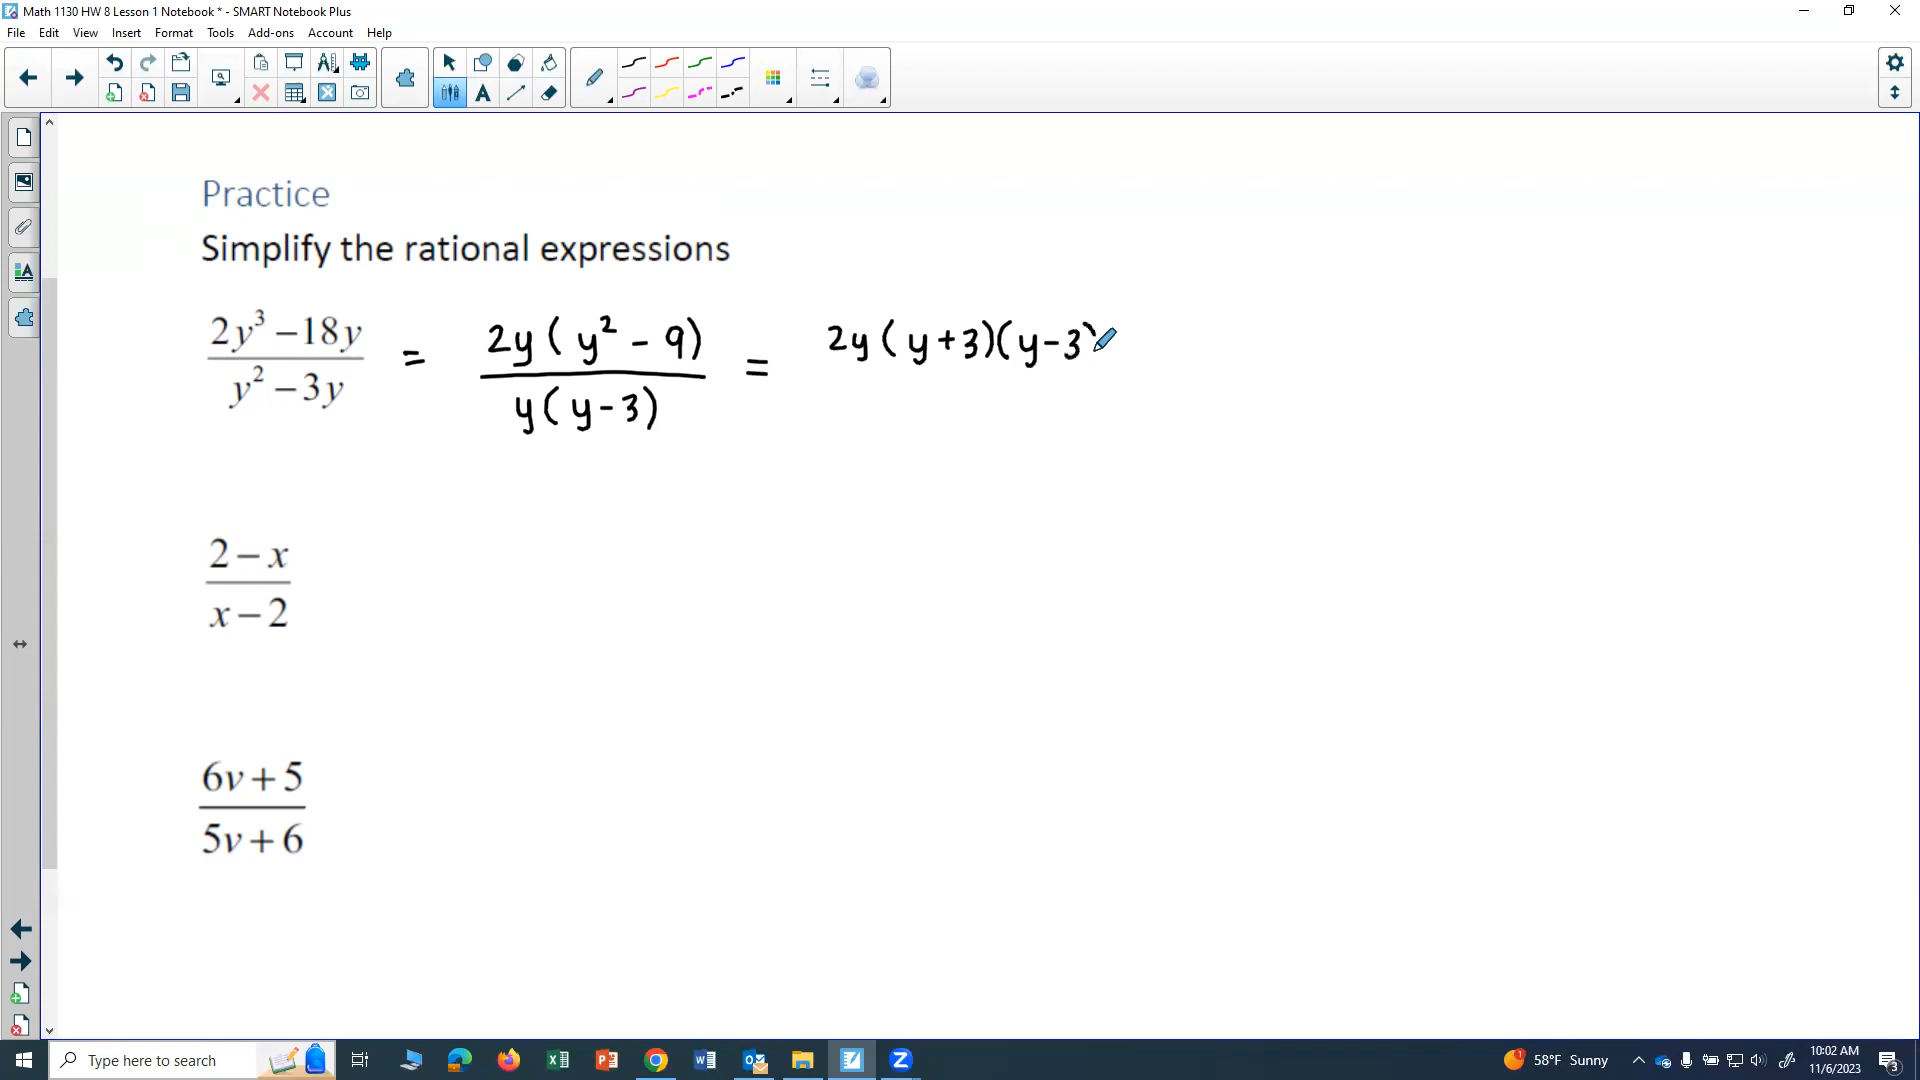 Math 1130 HW 8 Lesson 1 Notebook * - SMART Notebook Plus
File Edit View Insert Format Tools Add-ons Account Help
Practice
Simplify the rational expressions
2y³ – 18y / y² – 3y = 2y(y² - 9) / y(y-3) = 2y(y+3)(y-3)
2 – x / x – 2
6v + 5 / 5v + 6
Type here to search
58°F Sunny
10:02 AM
11/6/2023